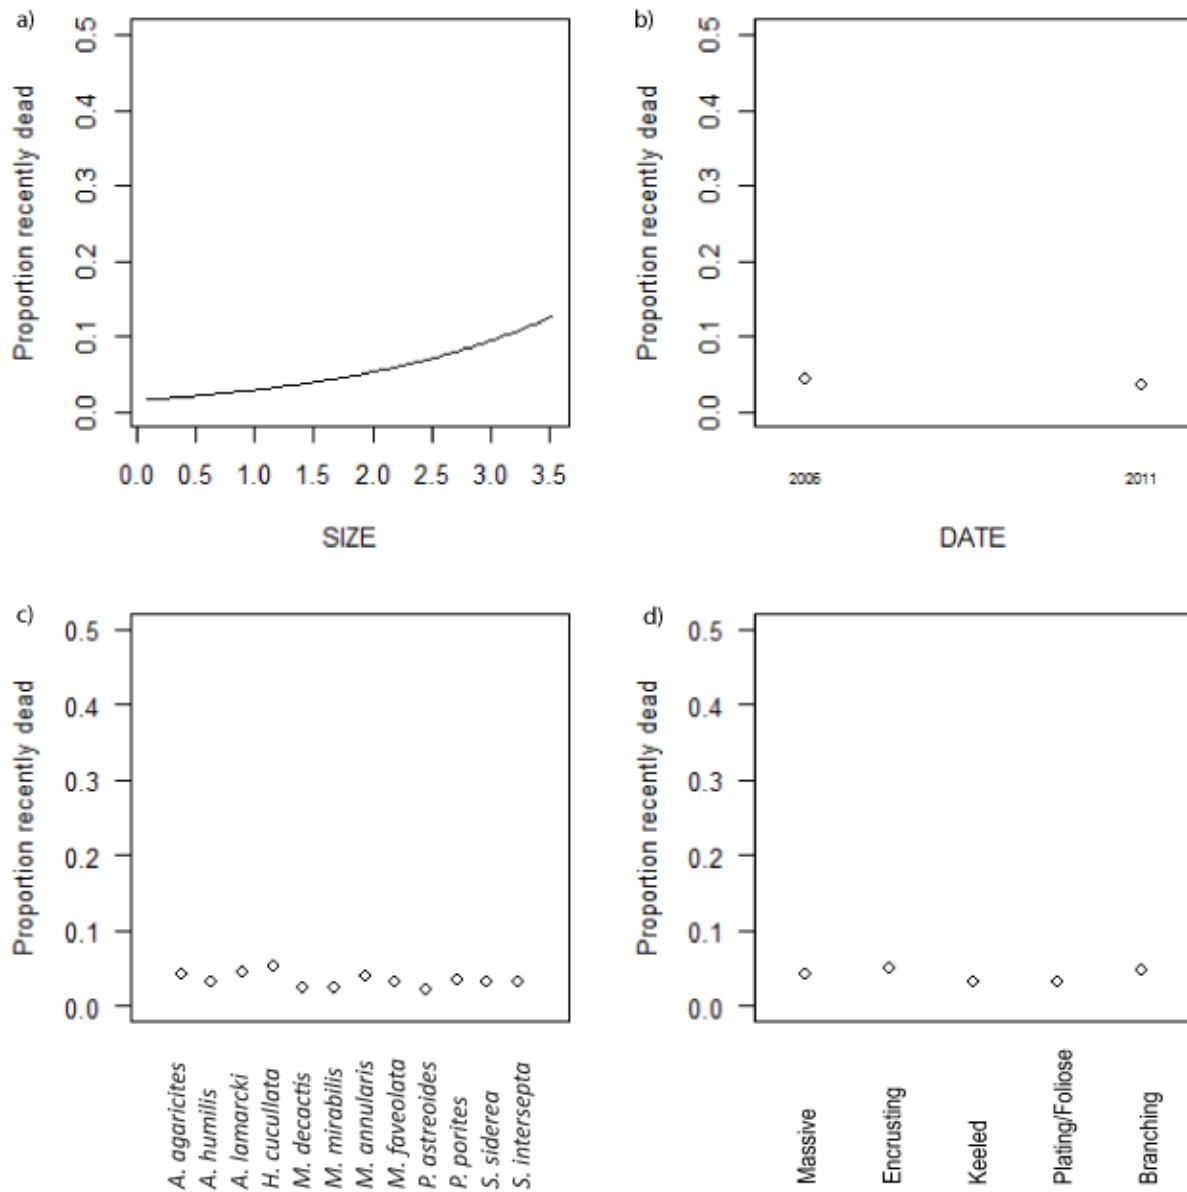 a)
Proportion recently dead
0.5
0.4
0.3
0.2
0.1
0.0
0.0 0.5 1.0 1.5 2.0 2.5 3.0 3.5
SIZE
b)
Proportion recently dead
0.5
0.4
0.3
0.2
0.1
0.0
2006 2011
DATE
c)
Proportion recently dead
0.5
0.4
0.3
0.2
0.1
0.0
A. agaricites
A. humilis
A. lamarcki
H. cucullata
M. decactis
M. mirabilis
M. annularis
M. faveolata
P. astreoides
P. porites
S. siderea
S. intersepta
d)
Proportion recently dead
0.5
0.4
0.3
0.2
0.1
0.0
Massive
Encrusting
Keeled
Plating/Foliose
Branching